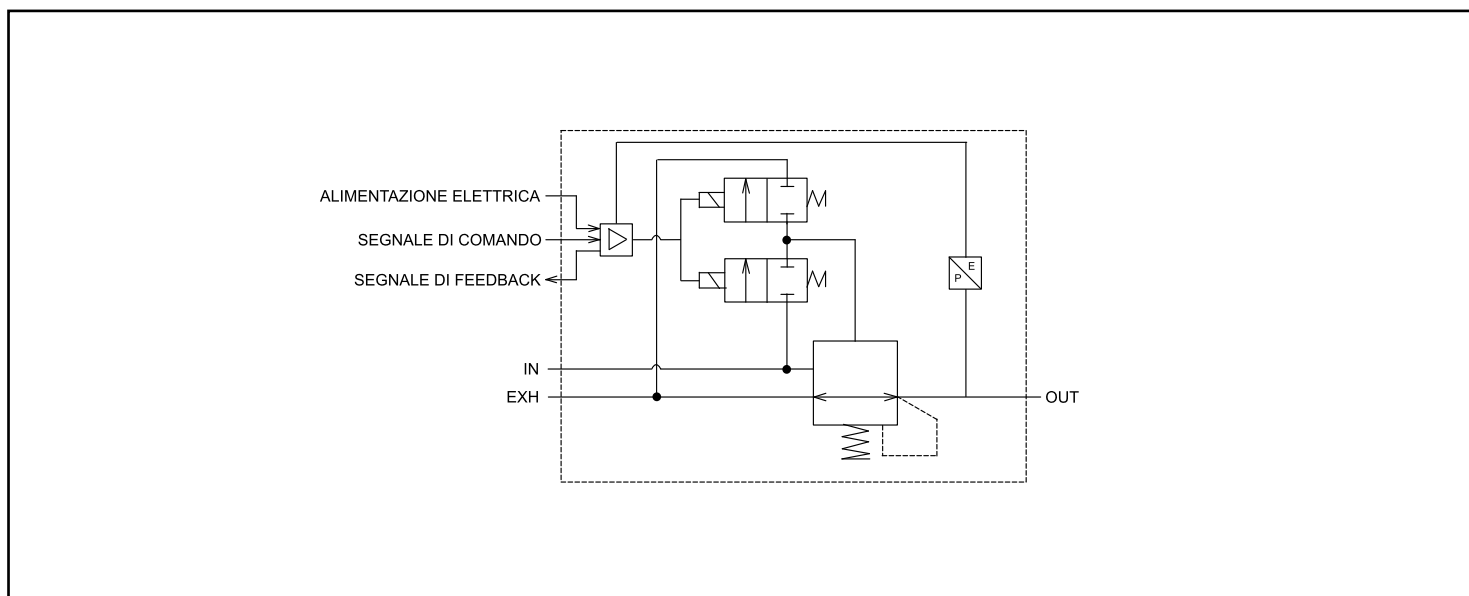 ALIMENTAZIONE ELETTRICA
SEGNALE DI COMANDO
SEGNALE DI FEEDBACK
E
P
IN
EXH
OUT